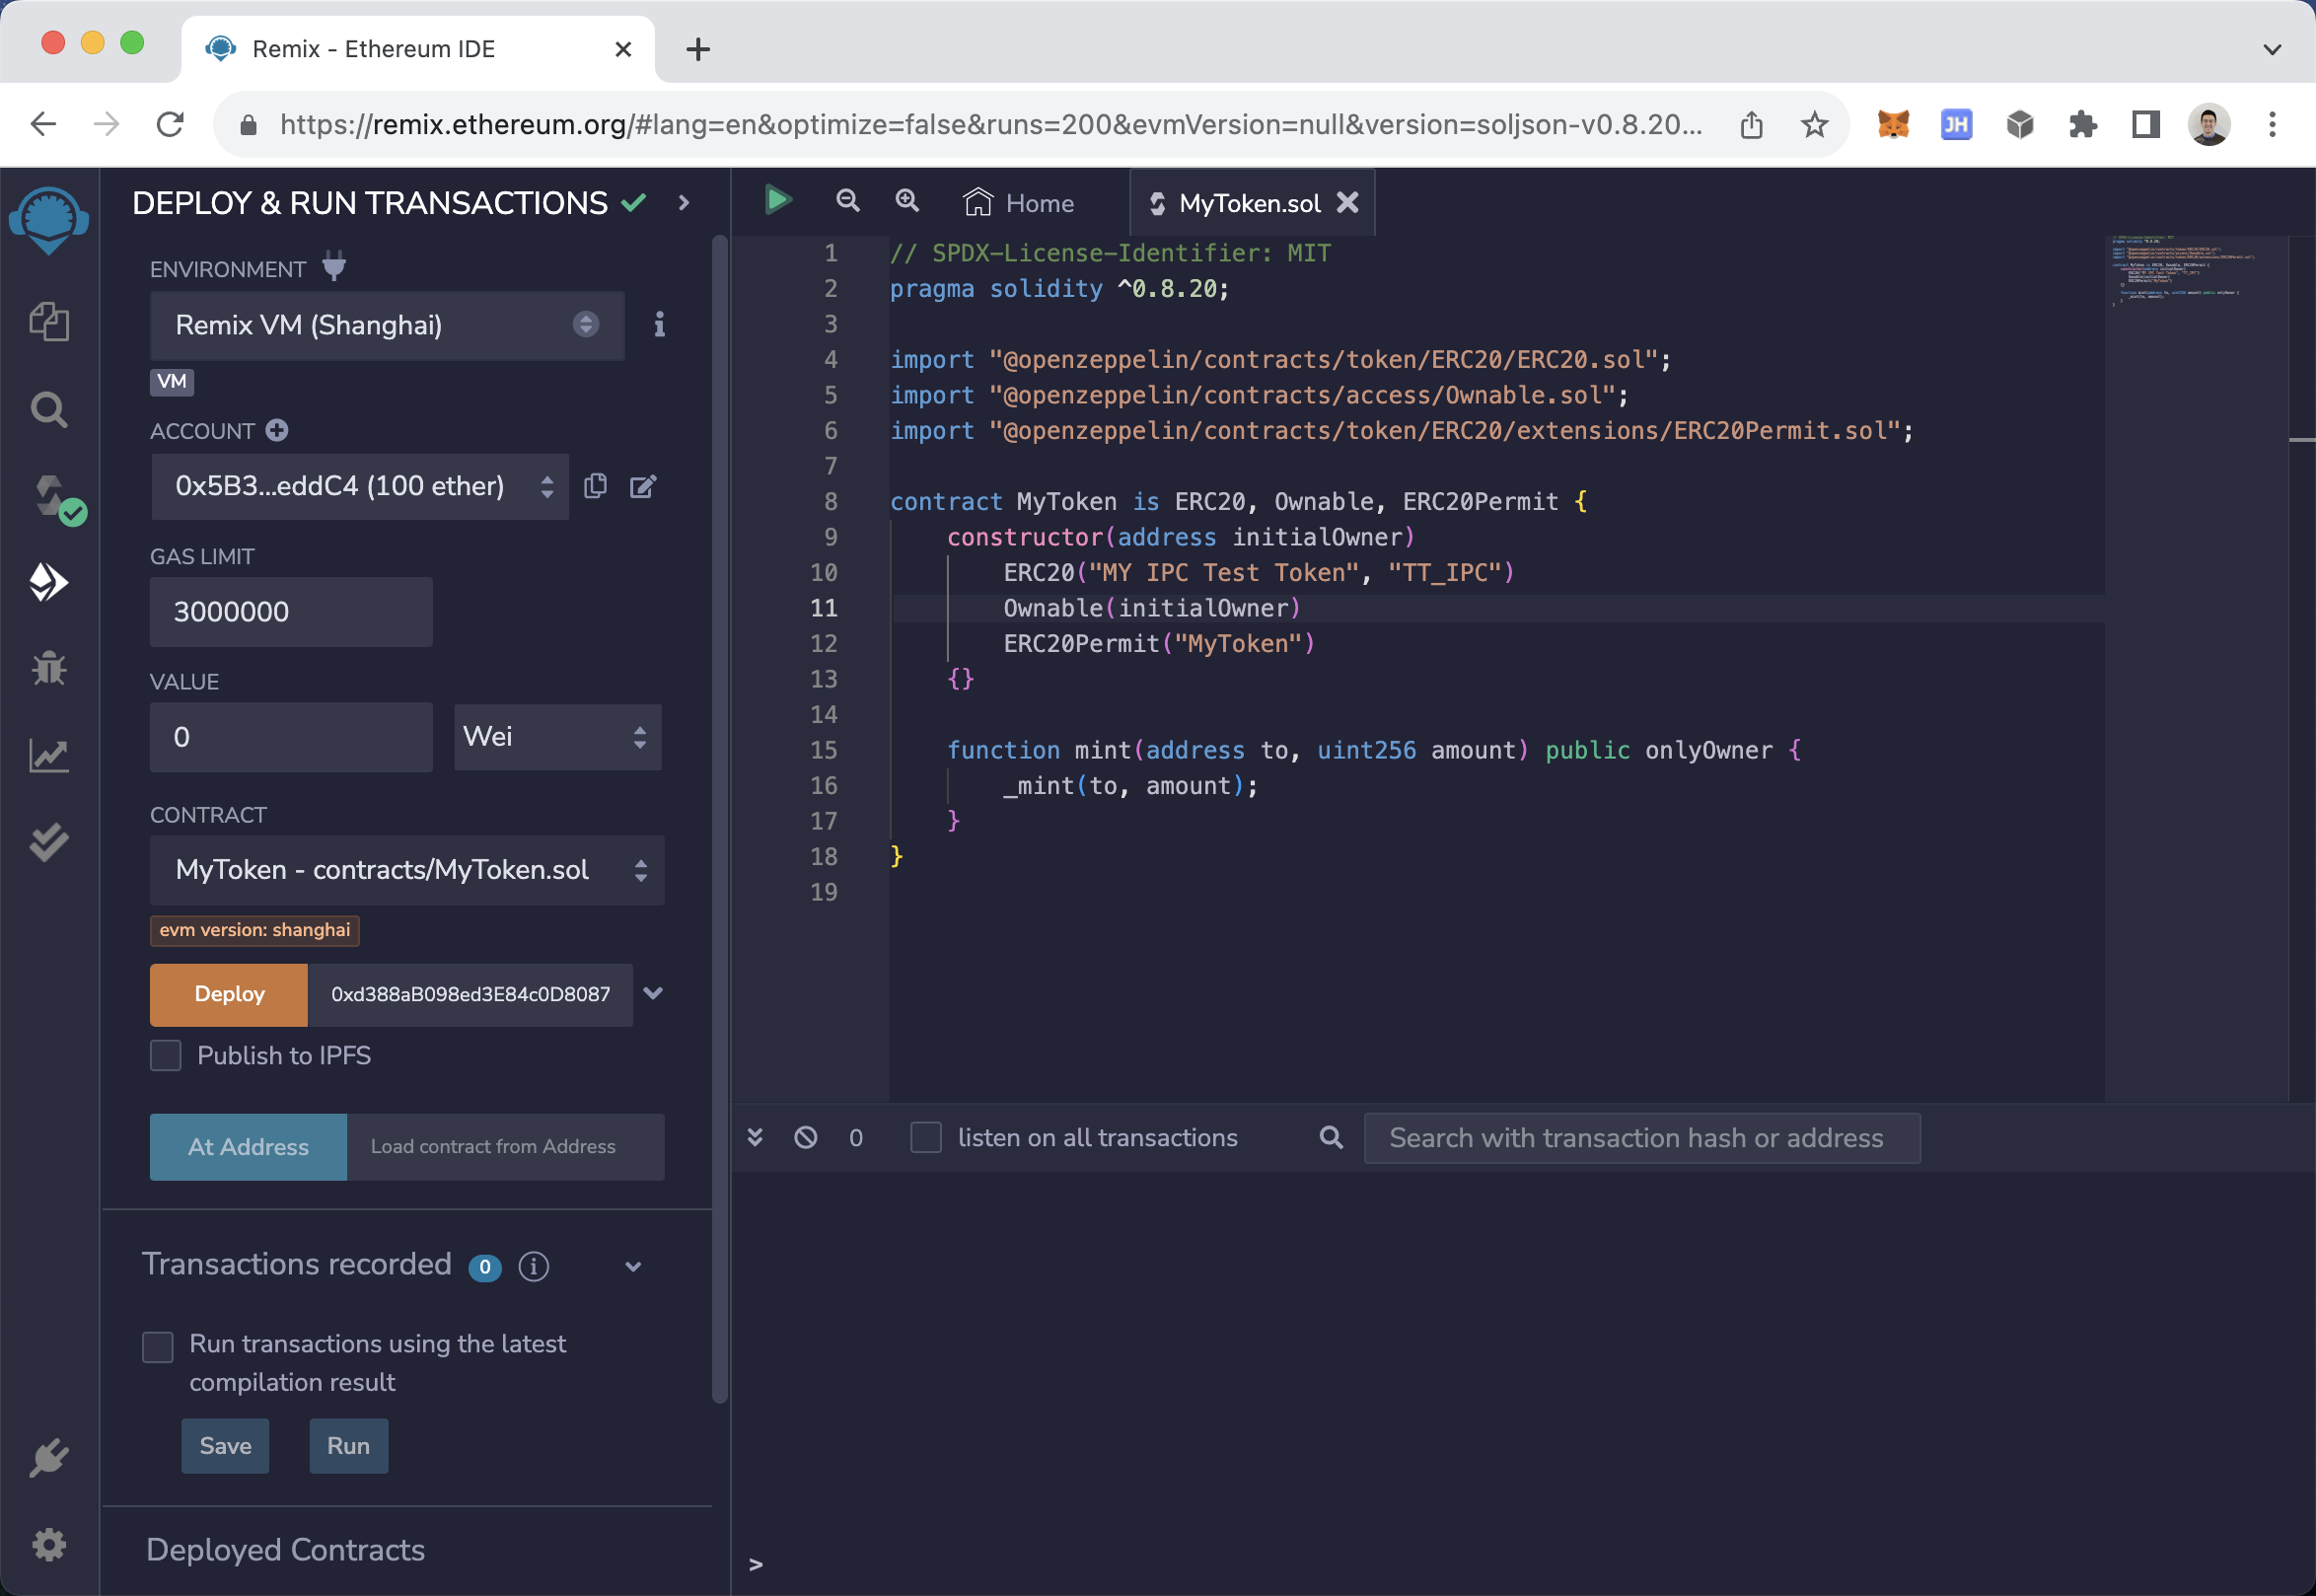 Remix - Ethereum IDE
https://remix.ethereum.org/#lang=en&optimize=false&runs=200&evmVersion=null&version=soljson-v0.8.20...
JH
DEPLOY & RUN TRANSACTIONS
ENVIRONMENT
Remix VM (Shanghai)
VM
ACCOUNT
0x5B3...eddC4 (100 ether)
GAS LIMIT
3000000
VALUE
0
Wei
CONTRACT
MyToken - contracts/MyToken.sol
evm version: shanghai
Deploy
0xd388aB098ed3E84c0D8087
Publish to IPFS
At Address
Load contract from Address
Transactions recorded 0
Run transactions using the latest
compilation result
Save
Run
Deployed Contracts
Home
MyToken.sol
1 // SPDX-License-Identifier: MIT
2 pragma solidity ^0.8.20;
3
4 import "@openzeppelin/contracts/token/ERC20/ERC20.sol";
5 import "@openzeppelin/contracts/access/Ownable.sol";
6 import "@openzeppelin/contracts/token/ERC20/extensions/ERC20Permit.sol";
7
8 contract MyToken is ERC20, Ownable, ERC20Permit {
9 constructor(address initialOwner)
10 ERC20("MY IPC Test Token", "TT_IPC")
11 Ownable(initialOwner)
12 ERC20Permit("MyToken")
13 {}
14
15 function mint(address to, uint256 amount) public onlyOwner {
16 _mint(to, amount);
17 }
18 }
19
0
listen on all transactions
Search with transaction hash or address
>